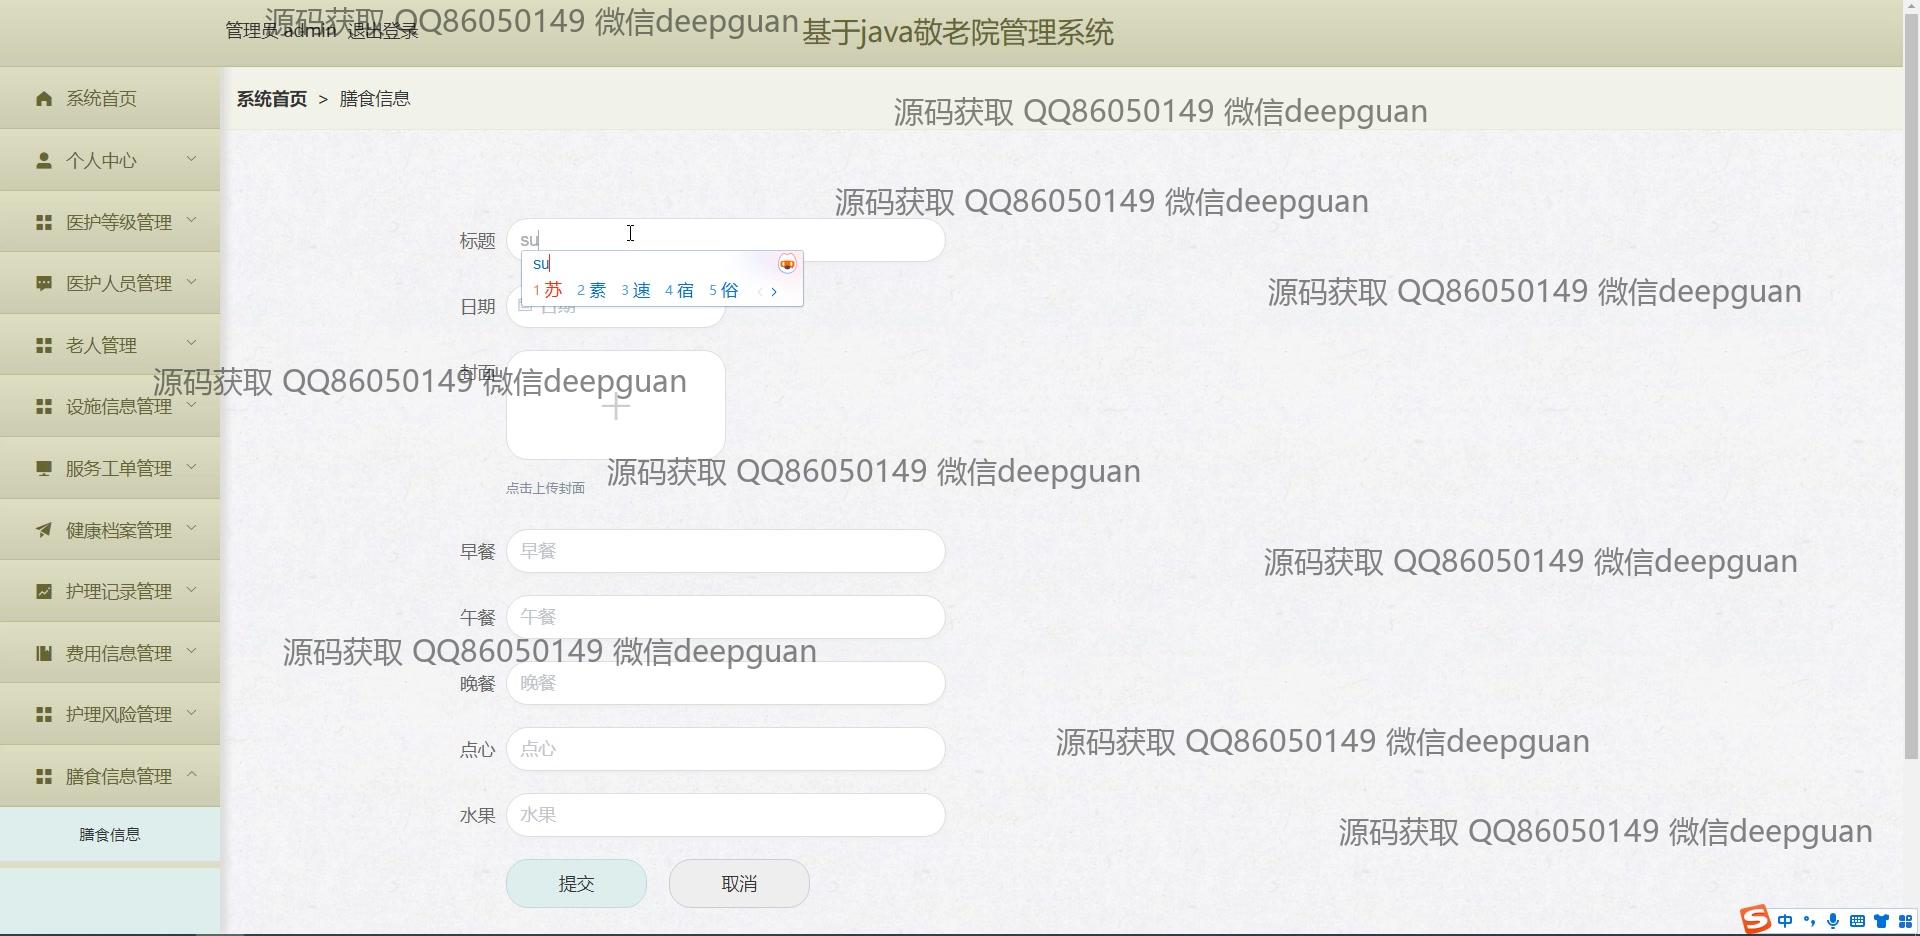 管理员 admin 退出登录
源码获取 QQ86050149 微信deepguan
基于java敬老院管理系统
系统首页
系统首页 > 膳食信息
源码获取 QQ86050149 微信deepguan
个人中心
源码获取 QQ86050149 微信deepguan
医护等级管理
标题 su
su
1 苏 2 素 3 速 4 宿 5 俗
医护人员管理
源码获取 QQ86050149 微信deepguan
日期 日期
老人管理
封面
源码获取 QQ86050149 微信deepguan
设施信息管理
服务工单管理
源码获取 QQ86050149 微信deepguan
点击上传封面
健康档案管理
早餐 早餐
源码获取 QQ86050149 微信deepguan
护理记录管理
午餐 午餐
费用信息管理
源码获取 QQ86050149 微信deepguan
晚餐 晚餐
护理风险管理
点心 点心
源码获取 QQ86050149 微信deepguan
膳食信息管理
水果 水果
膳食信息
源码获取 QQ86050149 微信deepguan
提交 取消
中